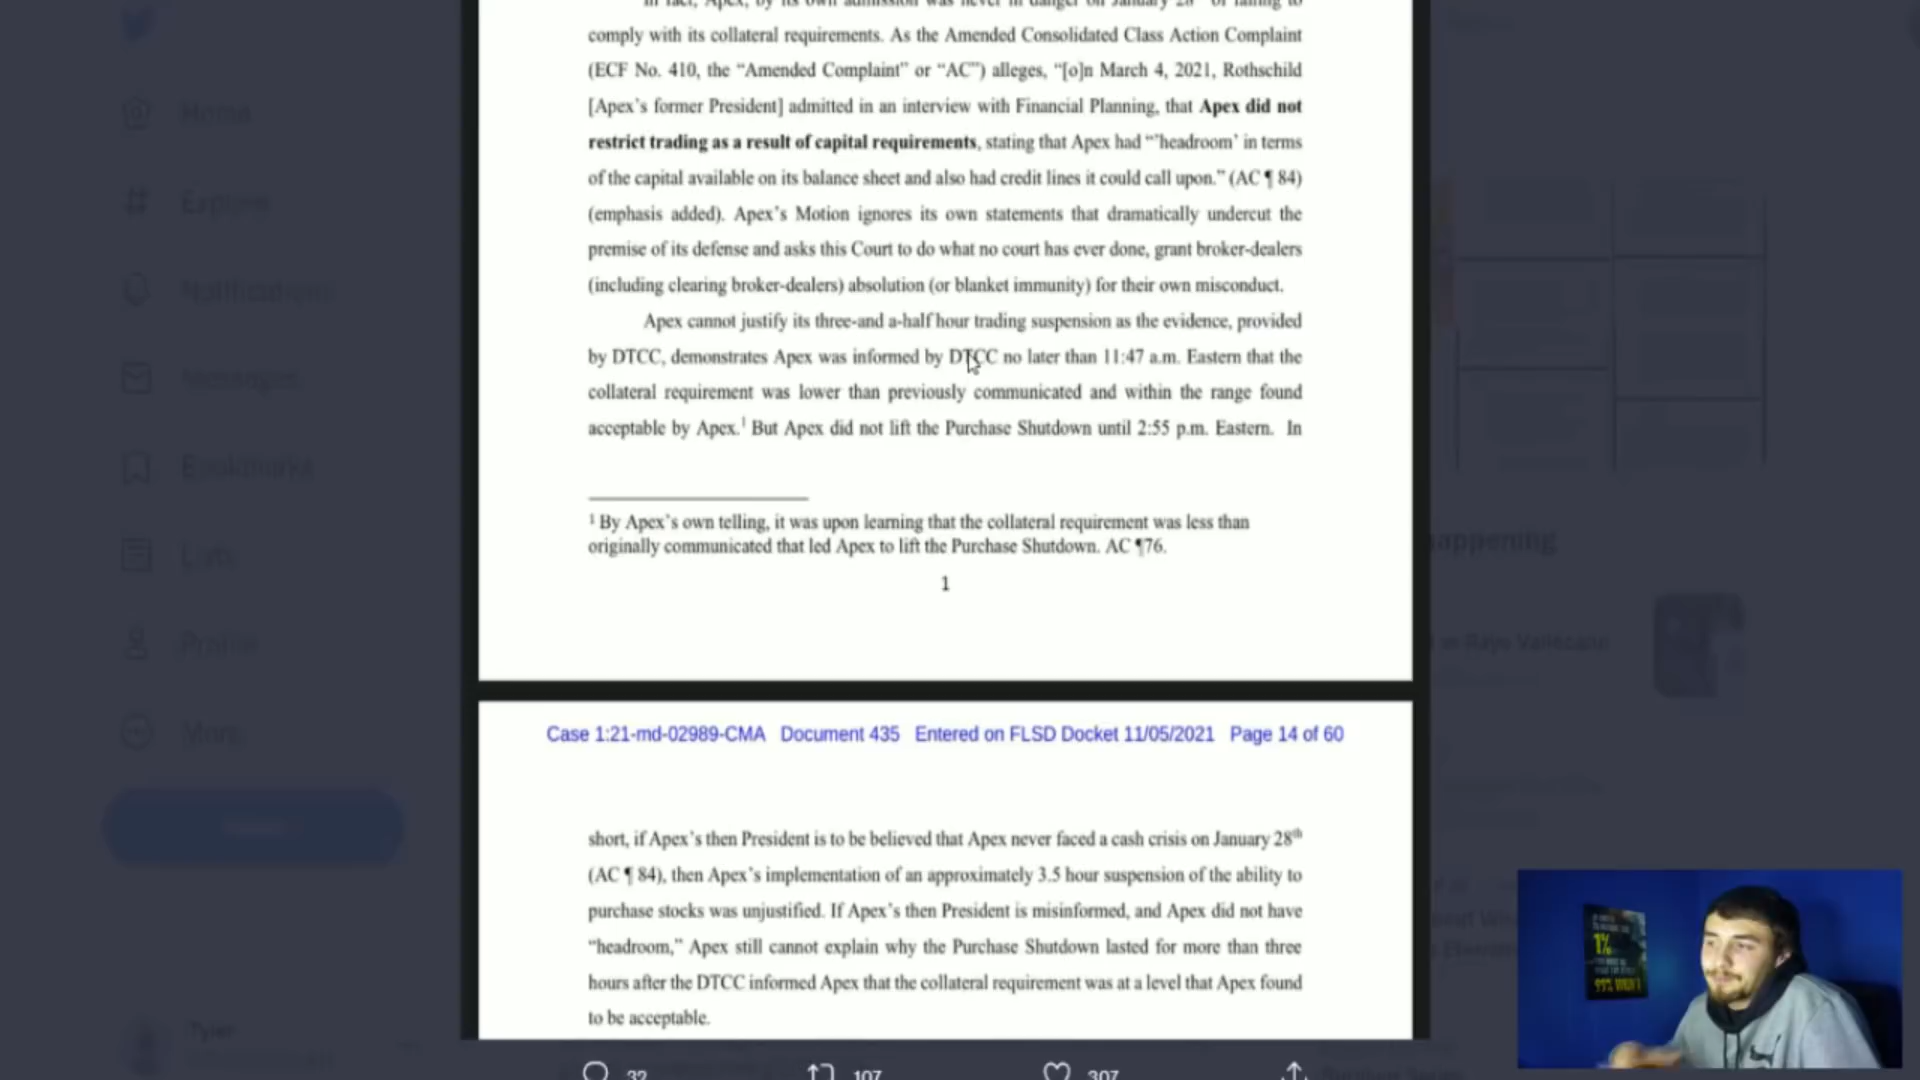 comply with its collateral requirements. As the Amended Consolidated Class Action Complaint
(ECF No. 410, the “Amended Complaint” or “AC”) alleges, “[o]n March 4, 2021, Rothschild
[Apex’s former President] admitted in an interview with Financial Planning, that Apex did not
restrict trading as a result of capital requirements, stating that Apex had “‘headroom’ in terms
of the capital available on its balance sheet and also had credit lines it could call upon.” (AC ¶ 84)
(emphasis added). Apex’s Motion ignores its own statements that dramatically undercut the
premise of its defense and asks this Court to do what no court has ever done, grant broker-dealers
(including clearing broker-dealers) absolution (or blanket immunity) for their own misconduct.
Apex cannot justify its three-and a-half hour trading suspension as the evidence, provided
by DTCC, demonstrates Apex was informed by DTCC no later than 11:47 a.m. Eastern that the
collateral requirement was lower than previously communicated and within the range found
acceptable by Apex.1 But Apex did not lift the Purchase Shutdown until 2:55 p.m. Eastern. In
1 By Apex’s own telling, it was upon learning that the collateral requirement was less than
originally communicated that led Apex to lift the Purchase Shutdown. AC ¶76.
1
Case 1:21-md-02989-CMA Document 435 Entered on FLSD Docket 11/05/2021 Page 14 of 60
short, if Apex’s then President is to be believed that Apex never faced a cash crisis on January 28th
(AC ¶ 84), then Apex’s implementation of an approximately 3.5 hour suspension of the ability to
purchase stocks was unjustified. If Apex’s then President is misinformed, and Apex did not have
“headroom,” Apex still cannot explain why the Purchase Shutdown lasted for more than three
hours after the DTCC informed Apex that the collateral requirement was at a level that Apex found
to be acceptable.
32
107
307
Home
Explore
Notifications
Messages
Bookmarks
Lists
Profile
More
Tyler
1%